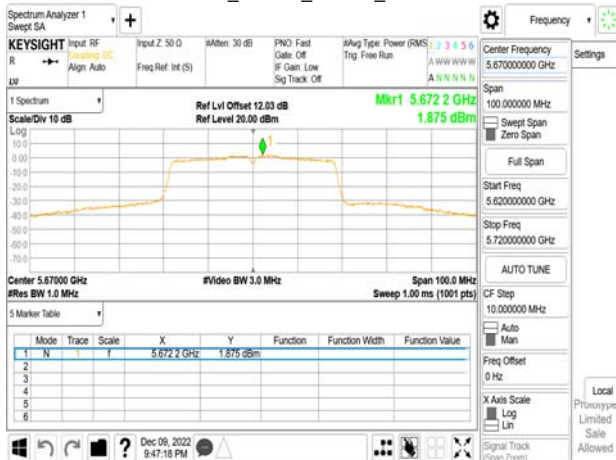 Spectrum Analyzer 1
Swept SA
+
Frequency
KEYSIGHT
R
Input: RF
Coupling: DC
Align: Auto
Input Z: 50 Ω
Freq Ref: Int (S)
#Atten: 30 dB
PNO: Fast
Gate: Off
IF Gain: Low
Sig Track: Off
#Avg Type: Power (RMS
Trig: Free Run
1 2 3 4 5 6
A W W W W W
A N N N N N
1 Spectrum
Scale/Div 10 dB
Log
Ref Lvl Offset 12.03 dB
Ref Level 20.00 dBm
Mkr1 5.672 2 GHz
1.875 dBm
1
10.0
0.00
-10.0
-20.0
-30.0
-40.0
-50.0
-60.0
-70.0
Center 5.67000 GHz
#Res BW 1.0 MHz
#Video BW 3.0 MHz
Span 100.0 MHz
Sweep 1.00 ms (1001 pts)
5 Marker Table
Mode Trace Scale X Y Function Function Width Function Value
1 N 1 f 5.672 2 GHz 1.875 dBm
2
3
4
5
6
Dec 09, 2022
9:47:18 PM
Center Frequency
5.670000000 GHz
Settings
Span
100.000000 MHz
Swept Span
Zero Span
Full Span
Start Freq
5.620000000 GHz
Stop Freq
5.720000000 GHz
AUTO TUNE
CF Step
10.000000 MHz
Auto
Man
Freq Offset
0 Hz
X Axis Scale
Log
Lin
Signal Track
(Span Zoom)
Local
Prototype
Limited
Sale
Allowed